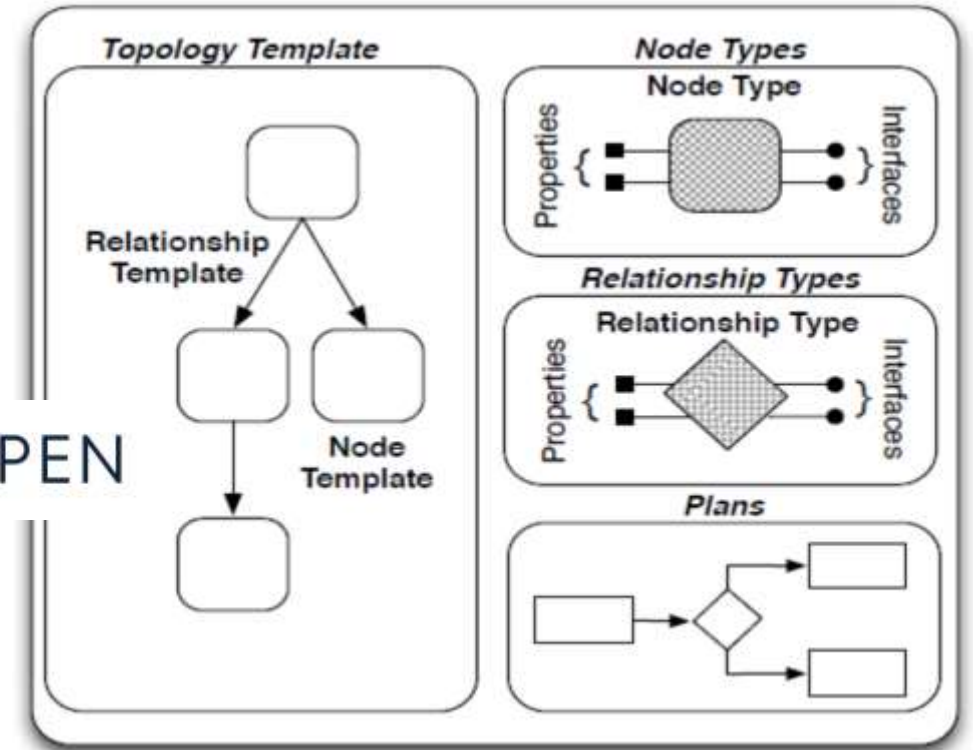 Topology Template
Relationship
Template
Node
Template
PEN
Node Types
Node Type
Properties
{
}
Interfaces
Relationship Types
Relationship Type
Properties
{
}
Interfaces
Plans